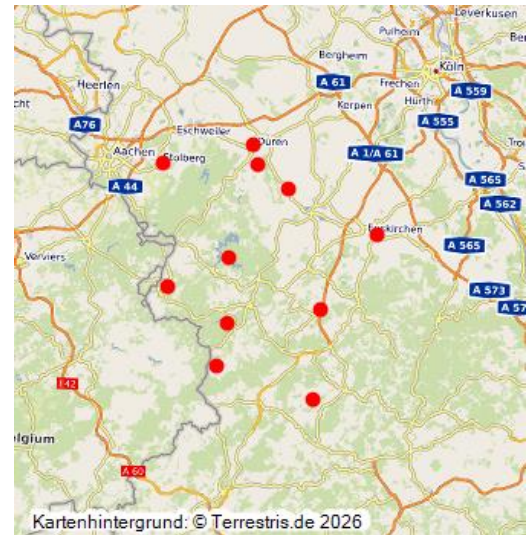 Leverkusen
Pulheim
Bergheim
Köln
Heerlen
A 61
Frechen
A 559
Hürth
Kerpen
A76
Eschweiler
Düren
A 555
Aachen
Stolberg
A 1/A 61
A 44
A 565
A 562
Euskirchen
A 565
Verviers
A 573
E42
elgium
A 60
Kartenhintergrund: © Terrestris.de 2026